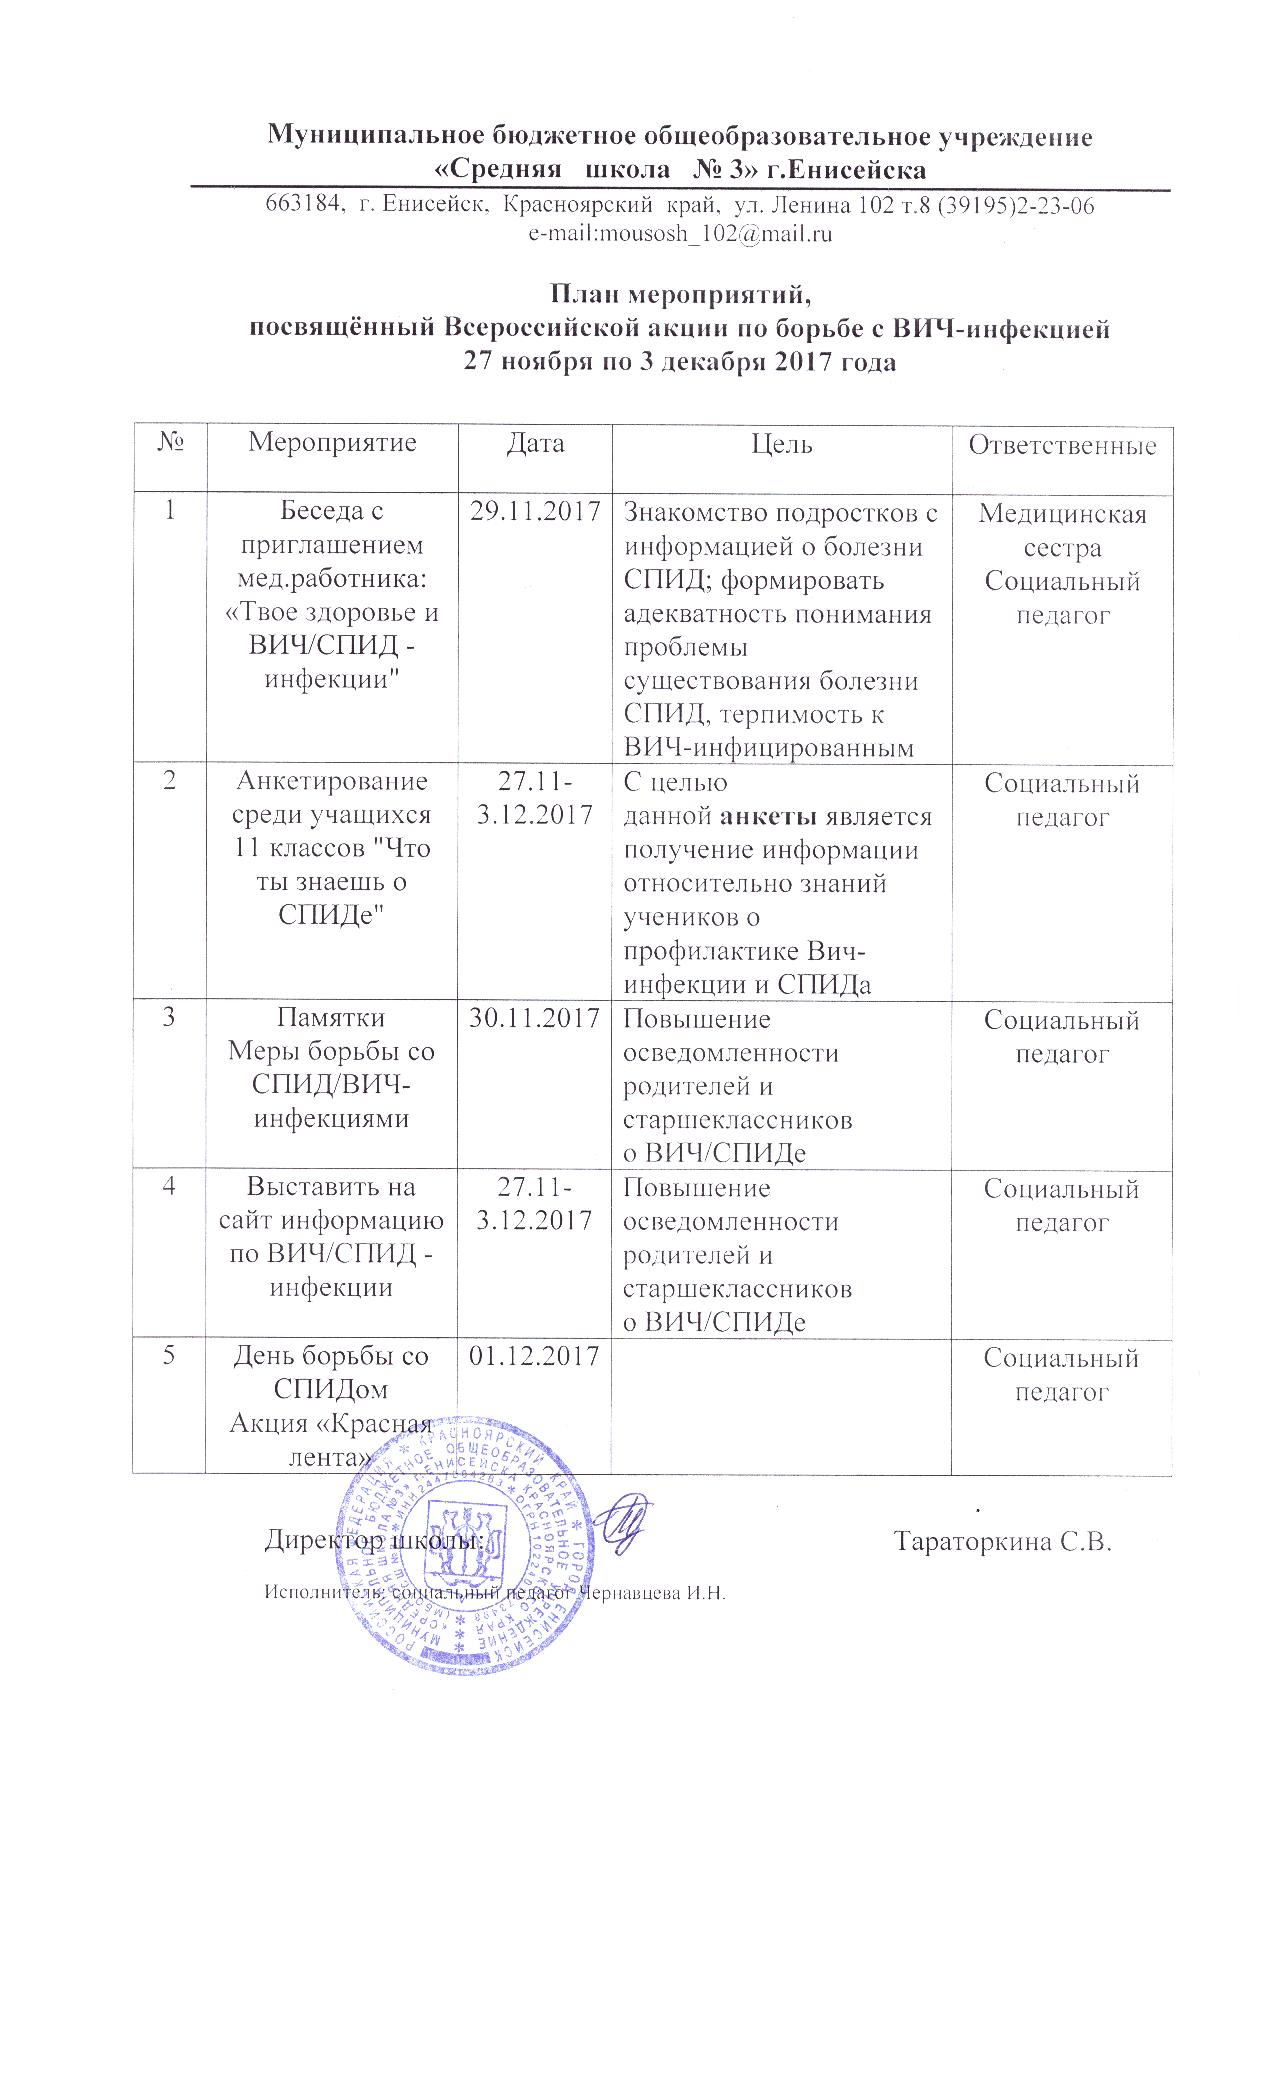 Муниципальное бюджетное общеобразовательное учреждение
«Средняя школа № 3» г.Енисейска
663184, г. Енисейск, Красноярский край, ул. Ленина 102 т.8 (39195)2-23-06
e-mail:mousosh_102@mail.ru
План мероприятий,
посвящённый Всероссийской акции по борьбе с ВИЧ-инфекцией
27 ноября по 3 декабря 2017 года
№ Мероприятие Дата Цель Ответственные
1
Беседа с
приглашением
мед.работника:
«Твое здоровье и
ВИЧ/СПИД -
инфекции"
29.11.2017
Знакомство подростков с
информацией о болезни
СПИД; формировать
адекватность понимания
проблемы
существования болезни
СПИД, терпимость к
ВИЧ-инфицированным
Медицинская
сестра
Социальный
педагог
2
Анкетирование
среди учащихся
11 классов "Что
ты знаешь о
СПИДе"
27.11-
3.12.2017
С целью
данной анкеты является
получение информации
относительно знаний
учеников о
профилактике Вич-
инфекции и СПИДа
Социальный
педагог
3
Памятки
Меры борьбы со
СПИД/ВИЧ-
инфекциями
30.11.2017
Повышение
осведомленности
родителей и
старшеклассников
о ВИЧ/СПИДе
Социальный
педагог
4
Выставить на
сайт информацию
по ВИЧ/СПИД -
инфекции
27.11-
3.12.2017
Повышение
осведомленности
родителей и
старшеклассников
о ВИЧ/СПИДе
Социальный
педагог
5
День борьбы со
СПИДом
Акция «Красная
лента»
01.12.2017
Социальный
педагог
Директор школы: Тараторкина С.В.
Исполнитель: социальный педагог Чернавцева И.Н.
РОССИЙСКАЯ ФЕДЕРАЦИЯ * КРАСНОЯРСКИЙ КРАЙ * ГОРОД ЕНИСЕЙСК
МУНИЦИПАЛЬНОЕ БЮДЖЕТНОЕ ОБЩЕОБРАЗОВАТЕЛЬНОЕ УЧРЕЖДЕНИЕ
«СРЕДНЯЯ ШКОЛА №3» Г.ЕНИСЕЙСКА КРАСНОЯРСКОГО КРАЯ